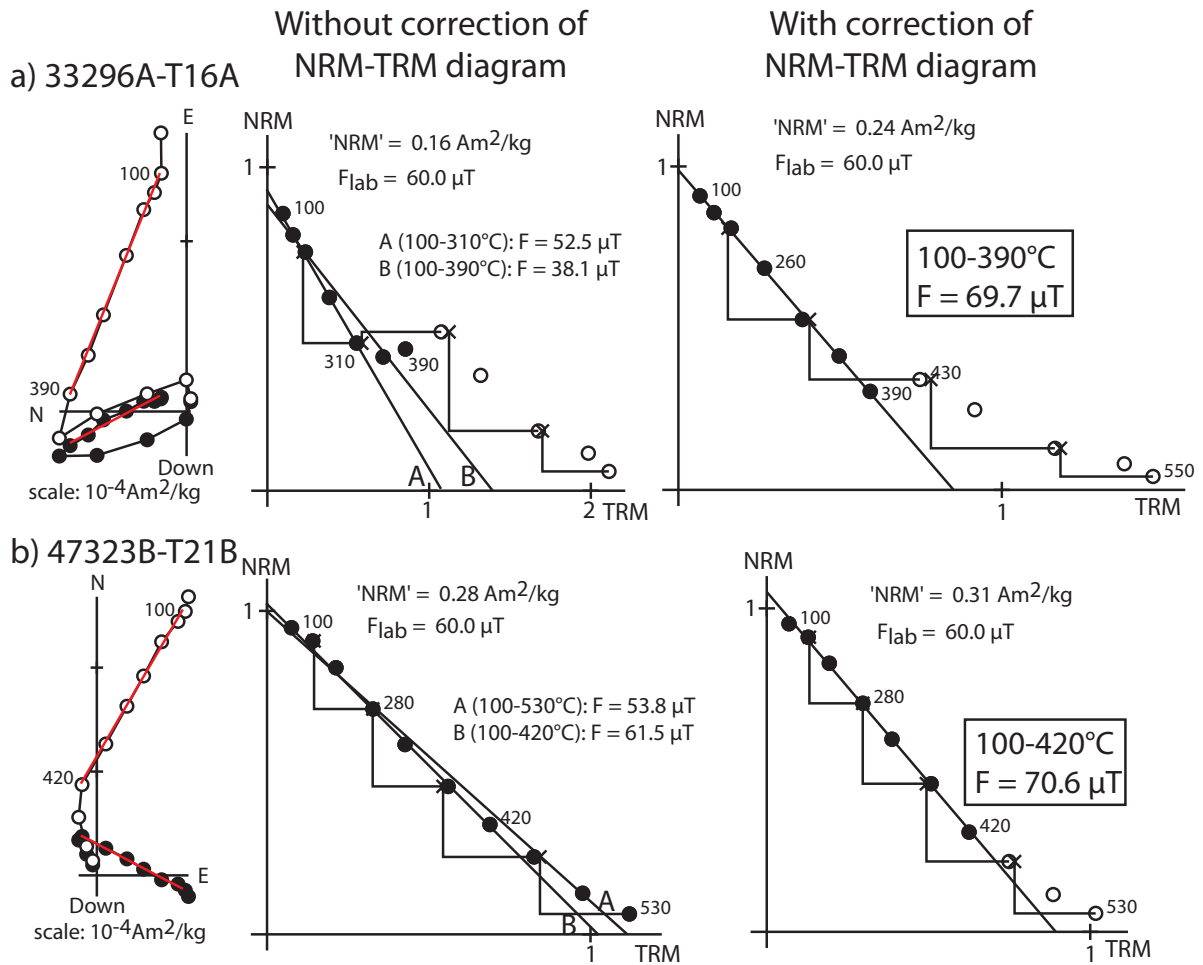 Without correction of
NRM-TRM diagram
With correction of
NRM-TRM diagram
a) 33296A-T16A
E
100
390
N
Down
scale: 10-4Am2/kg
NRM
1
'NRM' = 0.16 Am2/kg
Flab = 60.0 µT
100
A (100-310°C): F = 52.5 µT
B (100-390°C): F = 38.1 µT
310
390
A
B
1
2
TRM
NRM
1
'NRM' = 0.24 Am2/kg
Flab = 60.0 µT
100
260
100-390°C
F = 69.7 µT
430
390
550
1
TRM
b) 47323B-T21B
N
100
420
E
Down
scale: 10-4Am2/kg
NRM
1
'NRM' = 0.28 Am2/kg
Flab = 60.0 µT
100
280
A (100-530°C): F = 53.8 µT
B (100-420°C): F = 61.5 µT
420
A
530
B
1
TRM
NRM
1
'NRM' = 0.31 Am2/kg
Flab = 60.0 µT
100
280
100-420°C
F = 70.6 µT
420
530
1
TRM